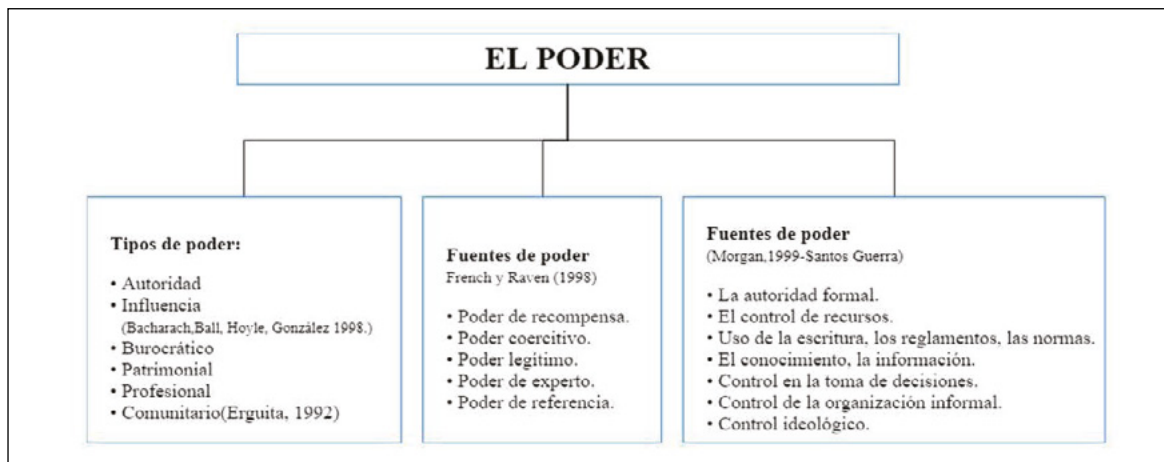 EL PODER
Tipos de poder:
• Autoridad
• Influencia
(Bacharach,Ball, Hoyle, González 1998.)
• Burocrático
• Patrimonial
• Profesional
• Comunitario(Erguita, 1992)
Fuentes de poder
French y Raven (1998)
• Poder de recompensa.
• Poder coercitivo.
• Poder legítimo.
• Poder de experto.
• Poder de referencia.
Fuentes de poder
(Morgan,1999-Santos Guerra)
• La autoridad formal.
• El control de recursos.
• Uso de la escritura, los reglamentos, las normas.
• El conocimiento, la información.
• Control en la toma de decisiones.
• Control de la organización informal.
• Control ideológico.